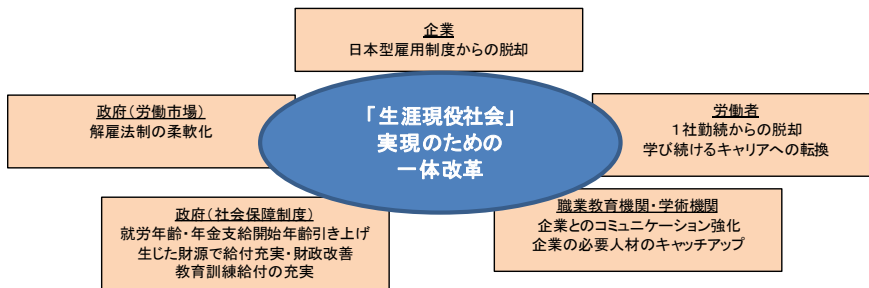 企業
日本型雇用制度からの脱却
政府(労働市場)
解雇法制の柔軟化
「生涯現役社会」
実現のための
一体改革
労働者
1社勤続からの脱却
学び続けるキャリアへの転換
政府(社会保障制度)
就労年齢・年金支給開始年齢引き上げ
生じた財源で給付充実・財政改善
教育訓練給付の充実
職業教育機関・学術機関
企業とのコミュニケーション強化
企業の必要人材のキャッチアップ